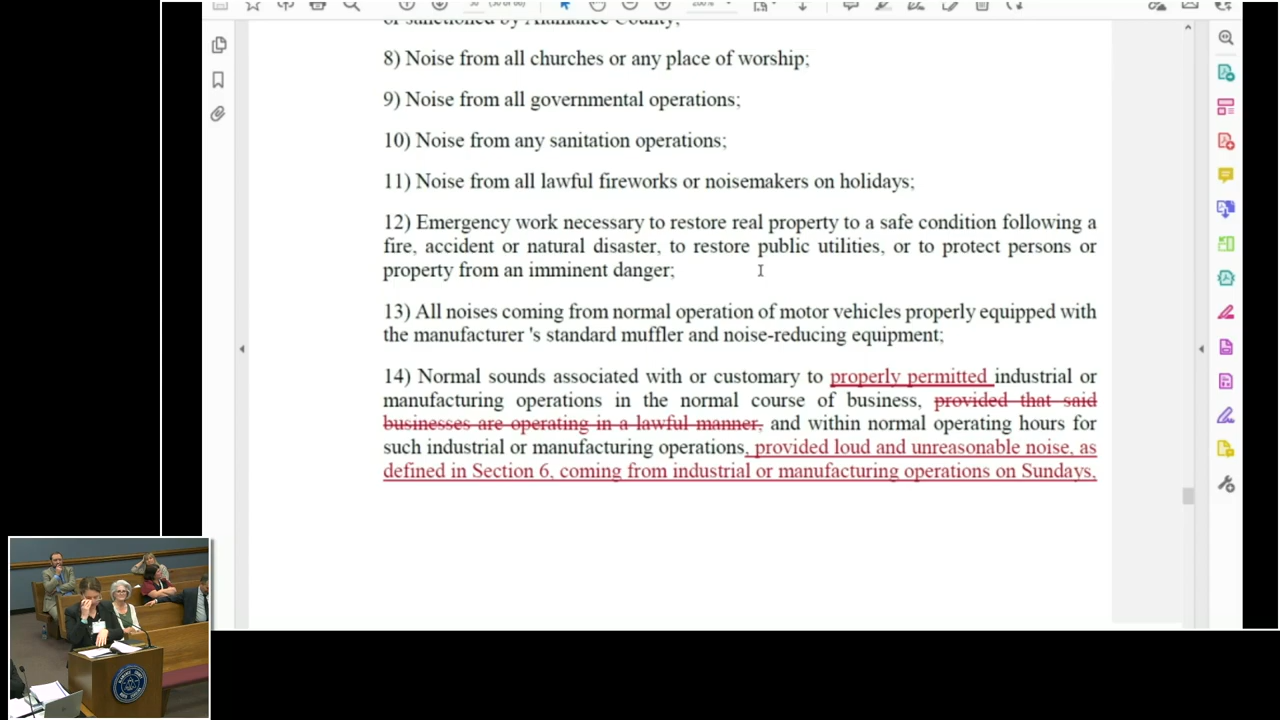 or sanctioned by Alamance County;
8) Noise from all churches or any place of worship;
9) Noise from all governmental operations;
10) Noise from any sanitation operations;
11) Noise from all lawful fireworks or noisemakers on holidays;
12) Emergency work necessary to restore real property to a safe condition following a
fire, accident or natural disaster, to restore public utilities, or to protect persons or
property from an imminent danger;
13) All noises coming from normal operation of motor vehicles properly equipped with
the manufacturer 's standard muffler and noise-reducing equipment;
14) Normal sounds associated with or customary to properly permitted industrial or
manufacturing operations in the normal course of business, provided that said
businesses are operating in a lawful manner, and within normal operating hours for
such industrial or manufacturing operations, provided loud and unreasonable noise, as
defined in Section 6, coming from industrial or manufacturing operations on Sundays,